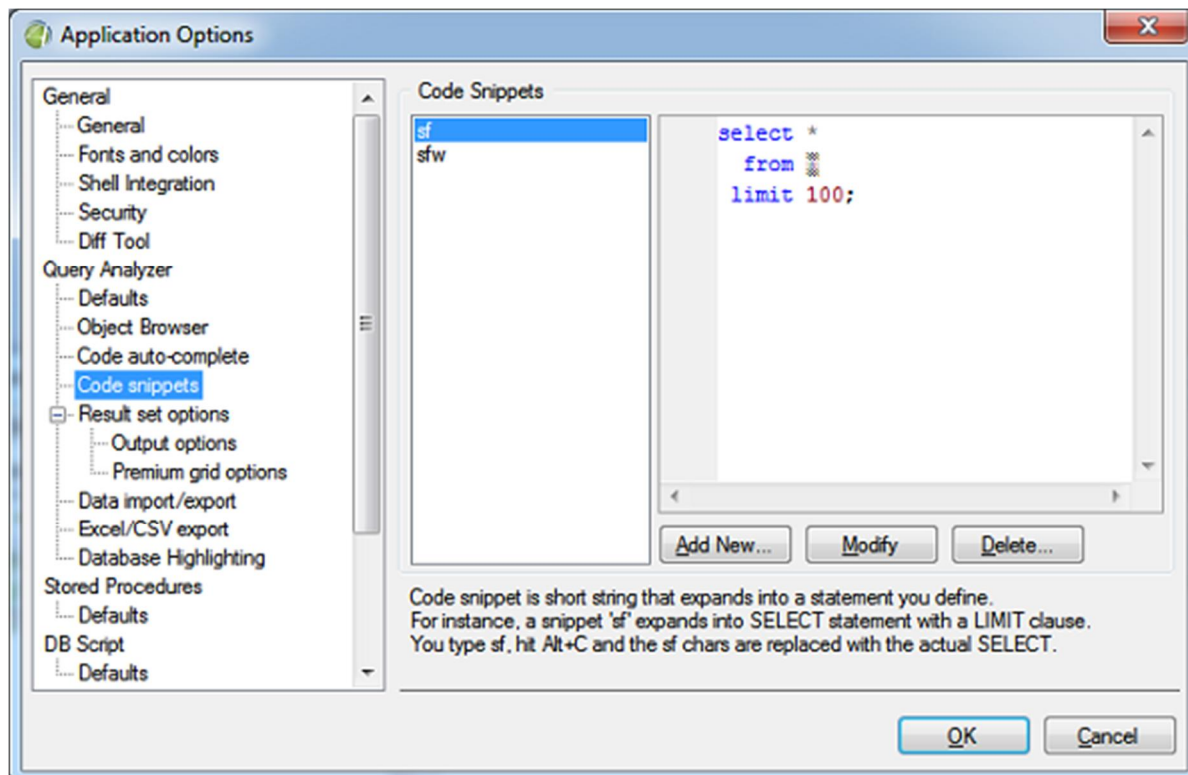 Application Options
General
General
Fonts and colors
Shell Integration
Security
Diff Tool
Query Analyzer
Defaults
Object Browser
Code auto-complete
Code snippets
Result set options
Output options
Premium grid options
Data import/export
Excel/CSV export
Database Highlighting
Stored Procedures
Defaults
DB Script
Defaults
Code Snippets
sf
sfw
select *
from
limit 100;
Add New...
Modify
Delete...
Code snippet is short string that expands into a statement you define.
For instance, a snippet 'sf' expands into SELECT statement with a LIMIT clause.
You type sf, hit Alt+C and the sf chars are replaced with the actual SELECT.
OK
Cancel